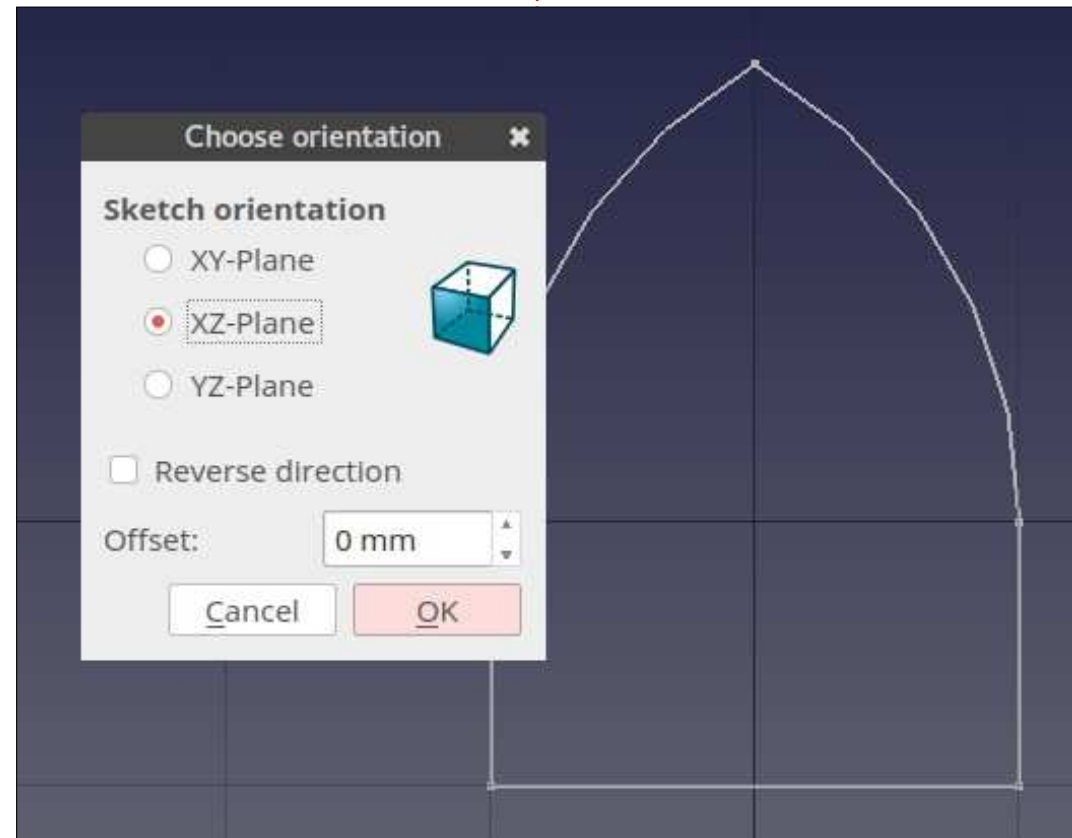 Choose orientation
Sketch orientation
XY-Plane
XZ-Plane
YZ-Plane
Reverse direction
Offset: 0 mm
Cancel OK